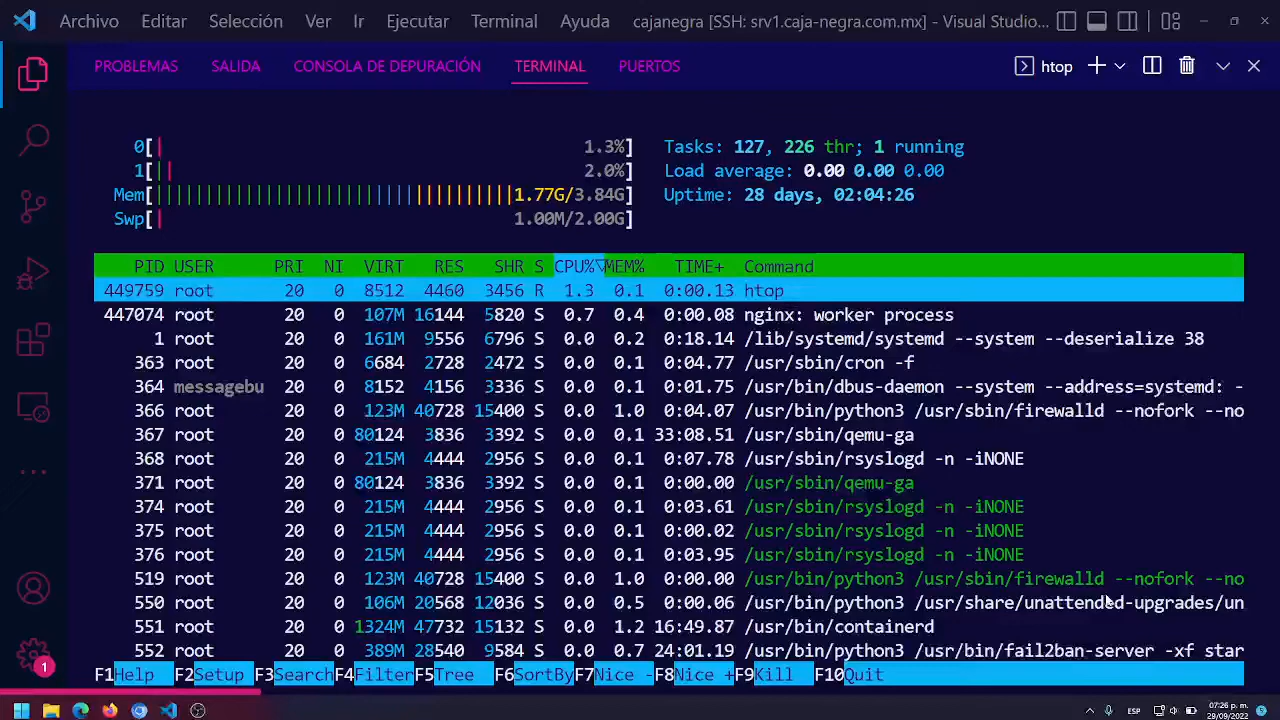 Archivo Editar Selección Ver Ir Ejecutar Terminal Ayuda cajanegra [SSH: srv1.caja-negra.com.mx] - Visual Studio...
PROBLEMAS SALIDA CONSOLA DE DEPURACIÓN TERMINAL PUERTOS htop
0[ 1.3%] Tasks: 127, 226 thr; 1 running
1[ 2.0%] Load average: 0.00 0.00 0.00
Mem[ 1.77G/3.84G] Uptime: 28 days, 02:04:26
Swp[ 1.00M/2.00G]
PID USER PRI NI VIRT RES SHR S CPU%▽MEM% TIME+ Command
449759 root 20 0 8512 4460 3456 R 1.3 0.1 0:00.13 htop
447074 root 20 0 107M 16144 5820 S 0.7 0.4 0:00.08 nginx: worker process
1 root 20 0 161M 9556 6796 S 0.0 0.2 0:18.14 /lib/systemd/systemd --system --deserialize 38
363 root 20 0 6684 2728 2472 S 0.0 0.1 0:04.77 /usr/sbin/cron -f
364 messagebu 20 0 8152 4156 3336 S 0.0 0.1 0:01.75 /usr/bin/dbus-daemon --system --address=systemd: -
366 root 20 0 123M 40728 15400 S 0.0 1.0 0:04.07 /usr/bin/python3 /usr/sbin/firewalld --nofork --no
367 root 20 0 80124 3836 3392 S 0.0 0.1 33:08.51 /usr/sbin/qemu-ga
368 root 20 0 215M 4444 2956 S 0.0 0.1 0:07.78 /usr/sbin/rsyslogd -n -iNONE
371 root 20 0 80124 3836 3392 S 0.0 0.1 0:00.00 /usr/sbin/qemu-ga
374 root 20 0 215M 4444 2956 S 0.0 0.1 0:03.61 /usr/sbin/rsyslogd -n -iNONE
375 root 20 0 215M 4444 2956 S 0.0 0.1 0:00.02 /usr/sbin/rsyslogd -n -iNONE
376 root 20 0 215M 4444 2956 S 0.0 0.1 0:03.95 /usr/sbin/rsyslogd -n -iNONE
519 root 20 0 123M 40728 15400 S 0.0 1.0 0:00.00 /usr/bin/python3 /usr/sbin/firewalld --nofork --no
550 root 20 0 106M 20568 12036 S 0.0 0.5 0:00.06 /usr/bin/python3 /usr/share/unattended-upgrades/un
551 root 20 0 1324M 47732 15132 S 0.0 1.2 16:49.87 /usr/bin/containerd
552 root 20 0 389M 28540 9584 S 0.0 0.7 24:01.19 /usr/bin/python3 /usr/bin/fail2ban-server -xf star
F1Help F2Setup F3Search F4Filter F5Tree F6SortBy F7Nice - F8Nice + F9Kill F10Quit
1
ESP 07:26 p. m.
29/09/2022